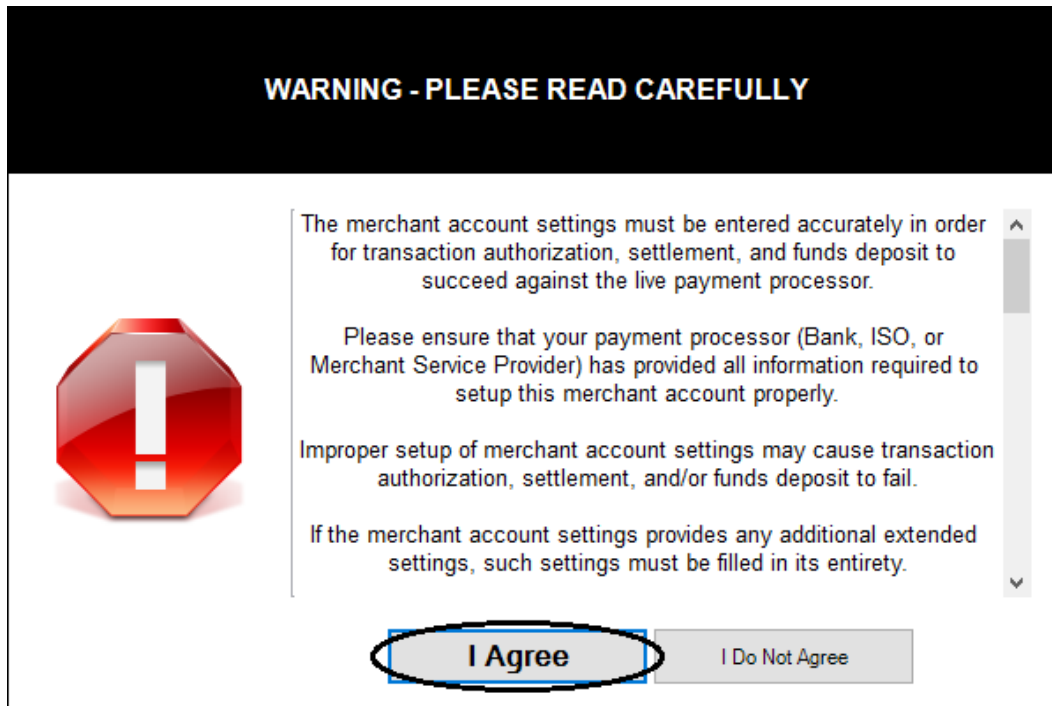 WARNING - PLEASE READ CAREFULLY
The merchant account settings must be entered accurately in order
for transaction authorization, settlement, and funds deposit to
succeed against the live payment processor.
Please ensure that your payment processor (Bank, ISO, or
Merchant Service Provider) has provided all information required to
setup this merchant account properly.
Improper setup of merchant account settings may cause transaction
authorization, settlement, and/or funds deposit to fail.
If the merchant account settings provides any additional extended
settings, such settings must be filled in its entirety.
I Agree
I Do Not Agree